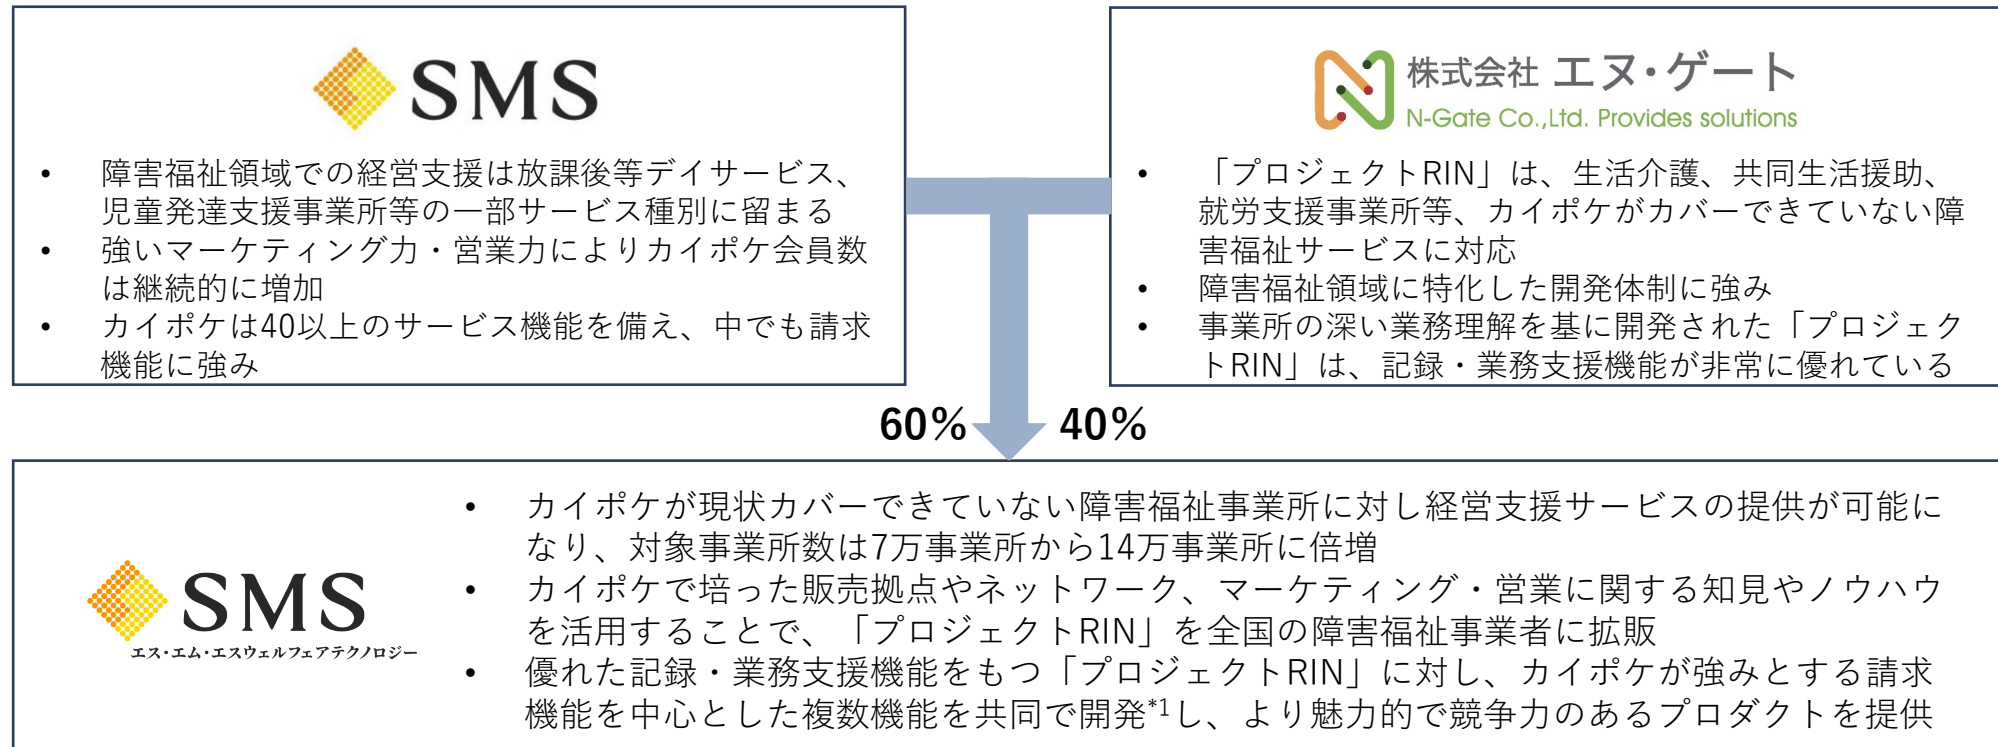 SMS
• 障害福祉領域での経営支援は放課後等デイサービス、
児童発達支援事業所等の一部サービス種別に留まる
• 強いマーケティング力・営業力によりカイポケ会員数
は継続的に増加
• カイポケは40以上のサービス機能を備え、中でも請求
機能に強み
株式会社 エヌ・ゲート
N-Gate Co.,Ltd. Provides solutions
• 「プロジェクトRIN」は、生活介護、共同生活援助、
就労支援事業所等、カイポケがカバーできていない障
害福祉サービスに対応
• 障害福祉領域に特化した開発体制に強み
• 事業所の深い業務理解を基に開発された「プロジェク
トRIN」は、記録・業務支援機能が非常に優れている
60% 40%
SMS
エス・エム・エスウェルフェアテクノロジー
• カイポケが現状カバーできていない障害福祉事業所に対し経営支援サービスの提供が可能に
なり、対象事業所数は7万事業所から14万事業所に倍増
• カイポケで培った販売拠点やネットワーク、マーケティング・営業に関する知見やノウハウ
を活用することで、「プロジェクトRIN」を全国の障害福祉事業者に拡販
• 優れた記録・業務支援機能をもつ「プロジェクトRIN」に対し、カイポケが強みとする請求
機能を中心とした複数機能を共同で開発*1し、より魅力的で競争力のあるプロダクトを提供